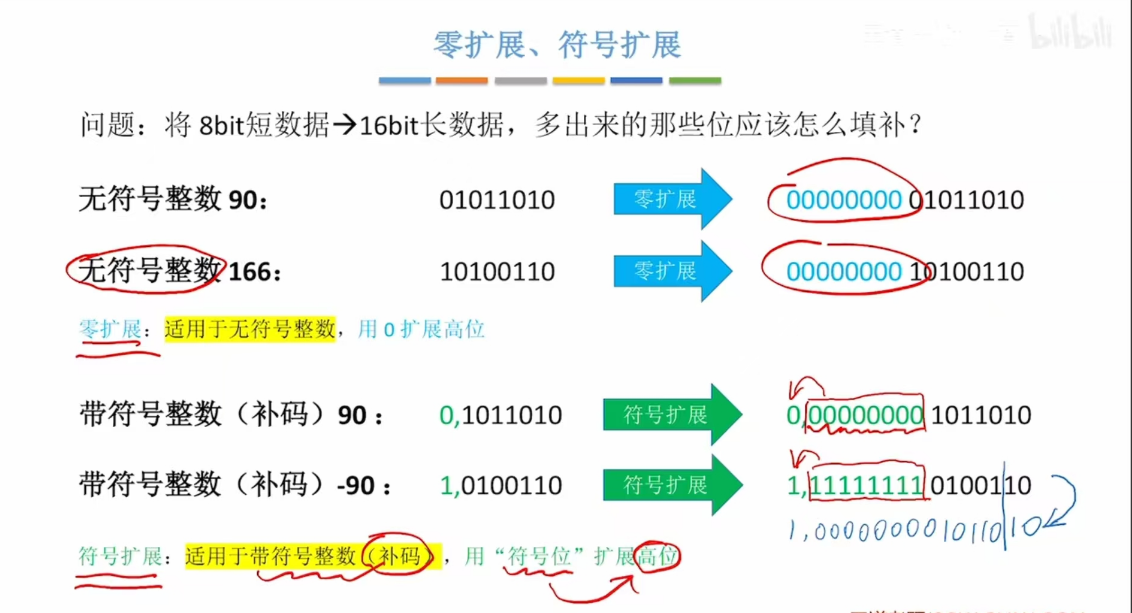 bilibili
零扩展、符号扩展
问题：将 8bit短数据→16bit长数据，多出来的那些位应该怎么填补？
无符号整数 90： 01011010 零扩展 00000000 01011010
无符号整数 166： 10100110 零扩展 00000000 10100110
零扩展：适用于无符号整数，用 0 扩展高位
带符号整数（补码）90： 0,1011010 符号扩展 0,00000000 1011010
带符号整数（补码）-90： 1,0100110 符号扩展 1,11111111 0100110
1,000000001011010
符号扩展：适用于带符号整数（补码），用“符号位”扩展高位